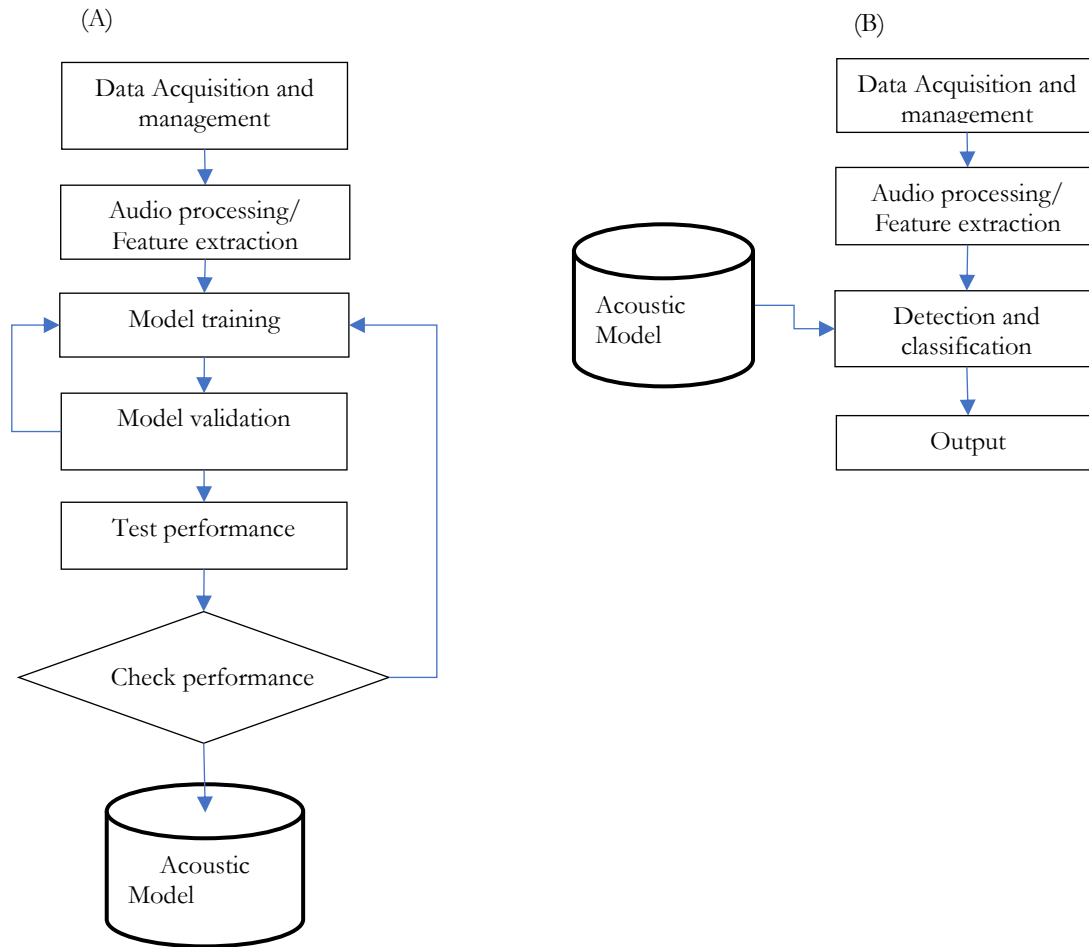 (A)
Data Acquisition and
management
Audio processing/
Feature extraction
Model training
Model validation
Test performance
Check performance
Acoustic
Model
(B)
Data Acquisition and
management
Audio processing/
Feature extraction
Acoustic
Model
Detection and
classification
Output